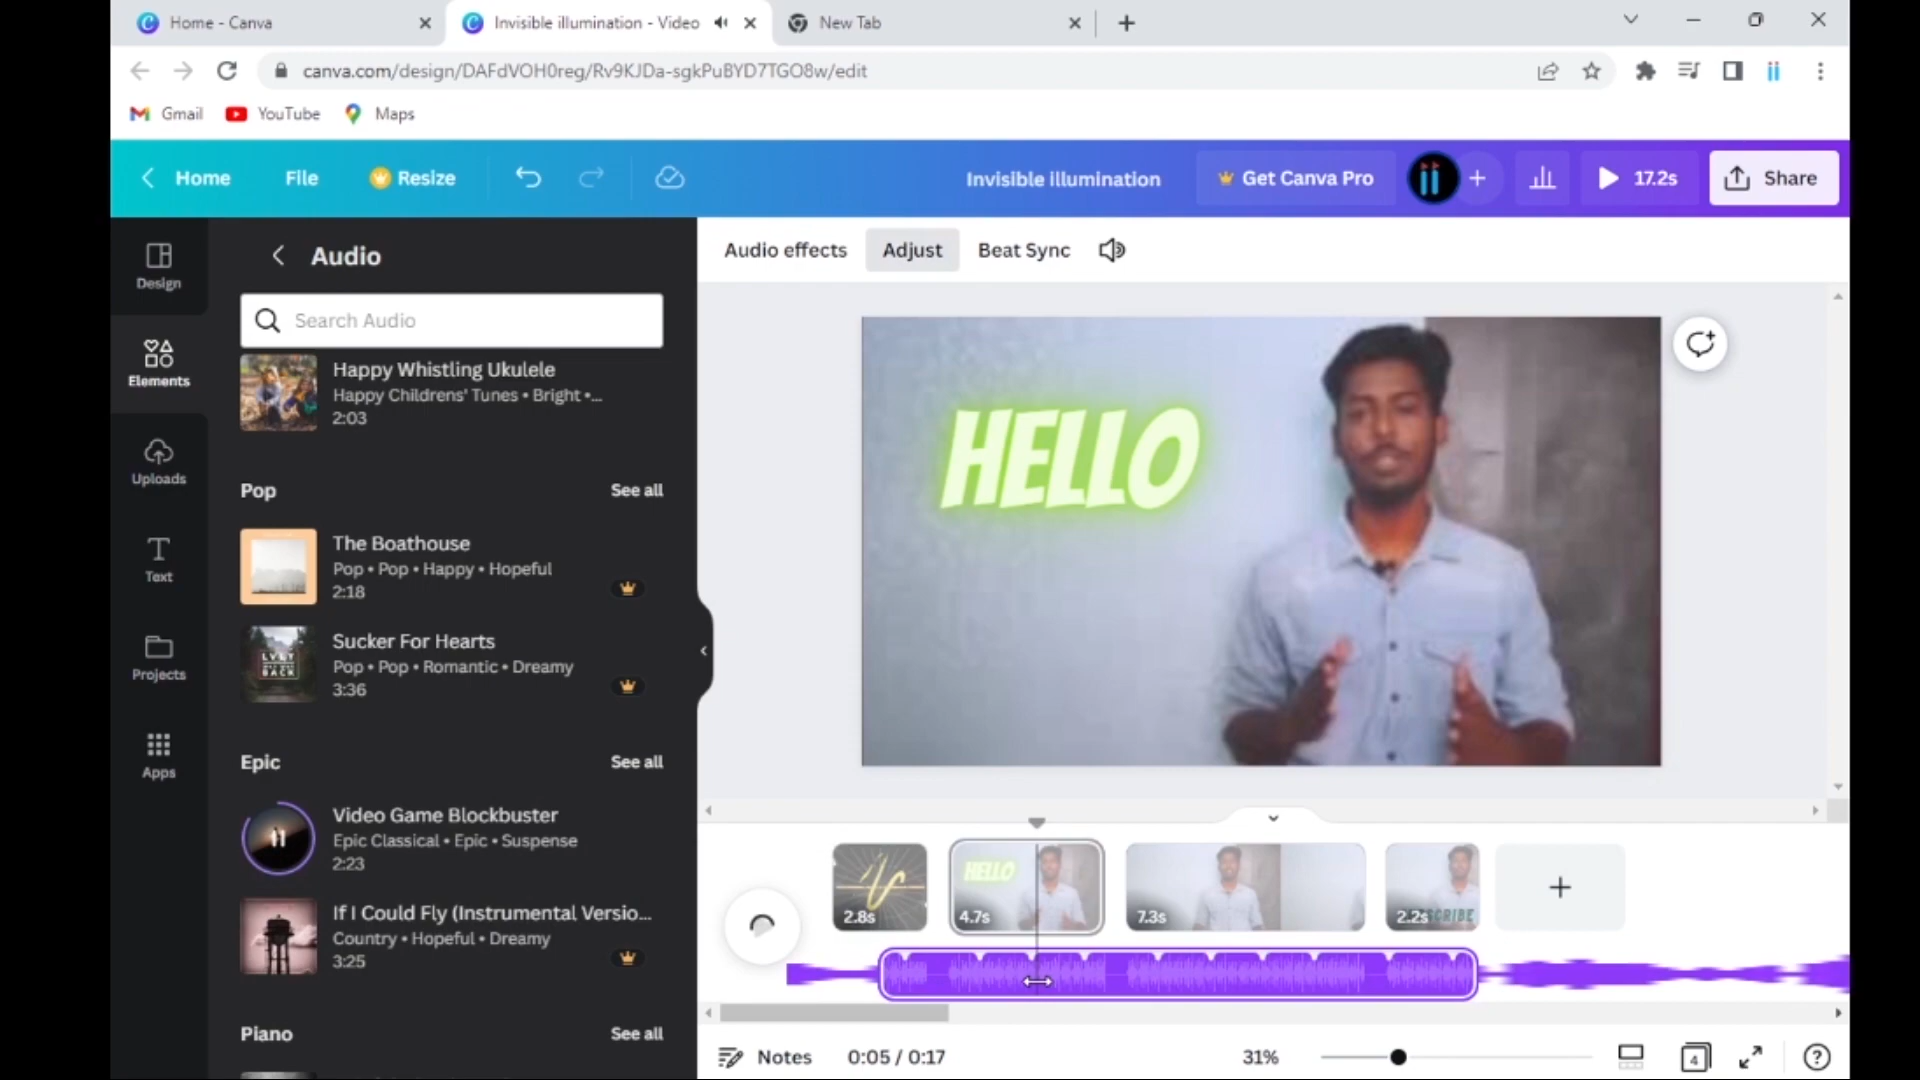 Home - Canva
Invisible illumination - Video
New Tab
canva.com/design/DAFdVOH0reg/Rv9KJDa-sgkPuBYD7TGO8w/edit
Gmail
YouTube
Maps
Home
File
Resize
Invisible illumination
Get Canva Pro
17.2s
Share
Design
Elements
Uploads
Text
Projects
Apps
Audio
Search Audio
Happy Whistling Ukulele
Happy Childrens' Tunes • Bright •...
2:03
Pop
See all
The Boathouse
Pop • Pop • Happy • Hopeful
2:18
Sucker For Hearts
Pop • Pop • Romantic • Dreamy
3:36
Epic
See all
Video Game Blockbuster
Epic Classical • Epic • Suspense
2:23
If I Could Fly (Instrumental Versio...
Country • Hopeful • Dreamy
3:25
Piano
See all
Audio effects
Adjust
Beat Sync
HELLO
2.8s
HELLO
4.7s
7.3s
2.2s
CRIBE
Notes
0:05 / 0:17
31%
4